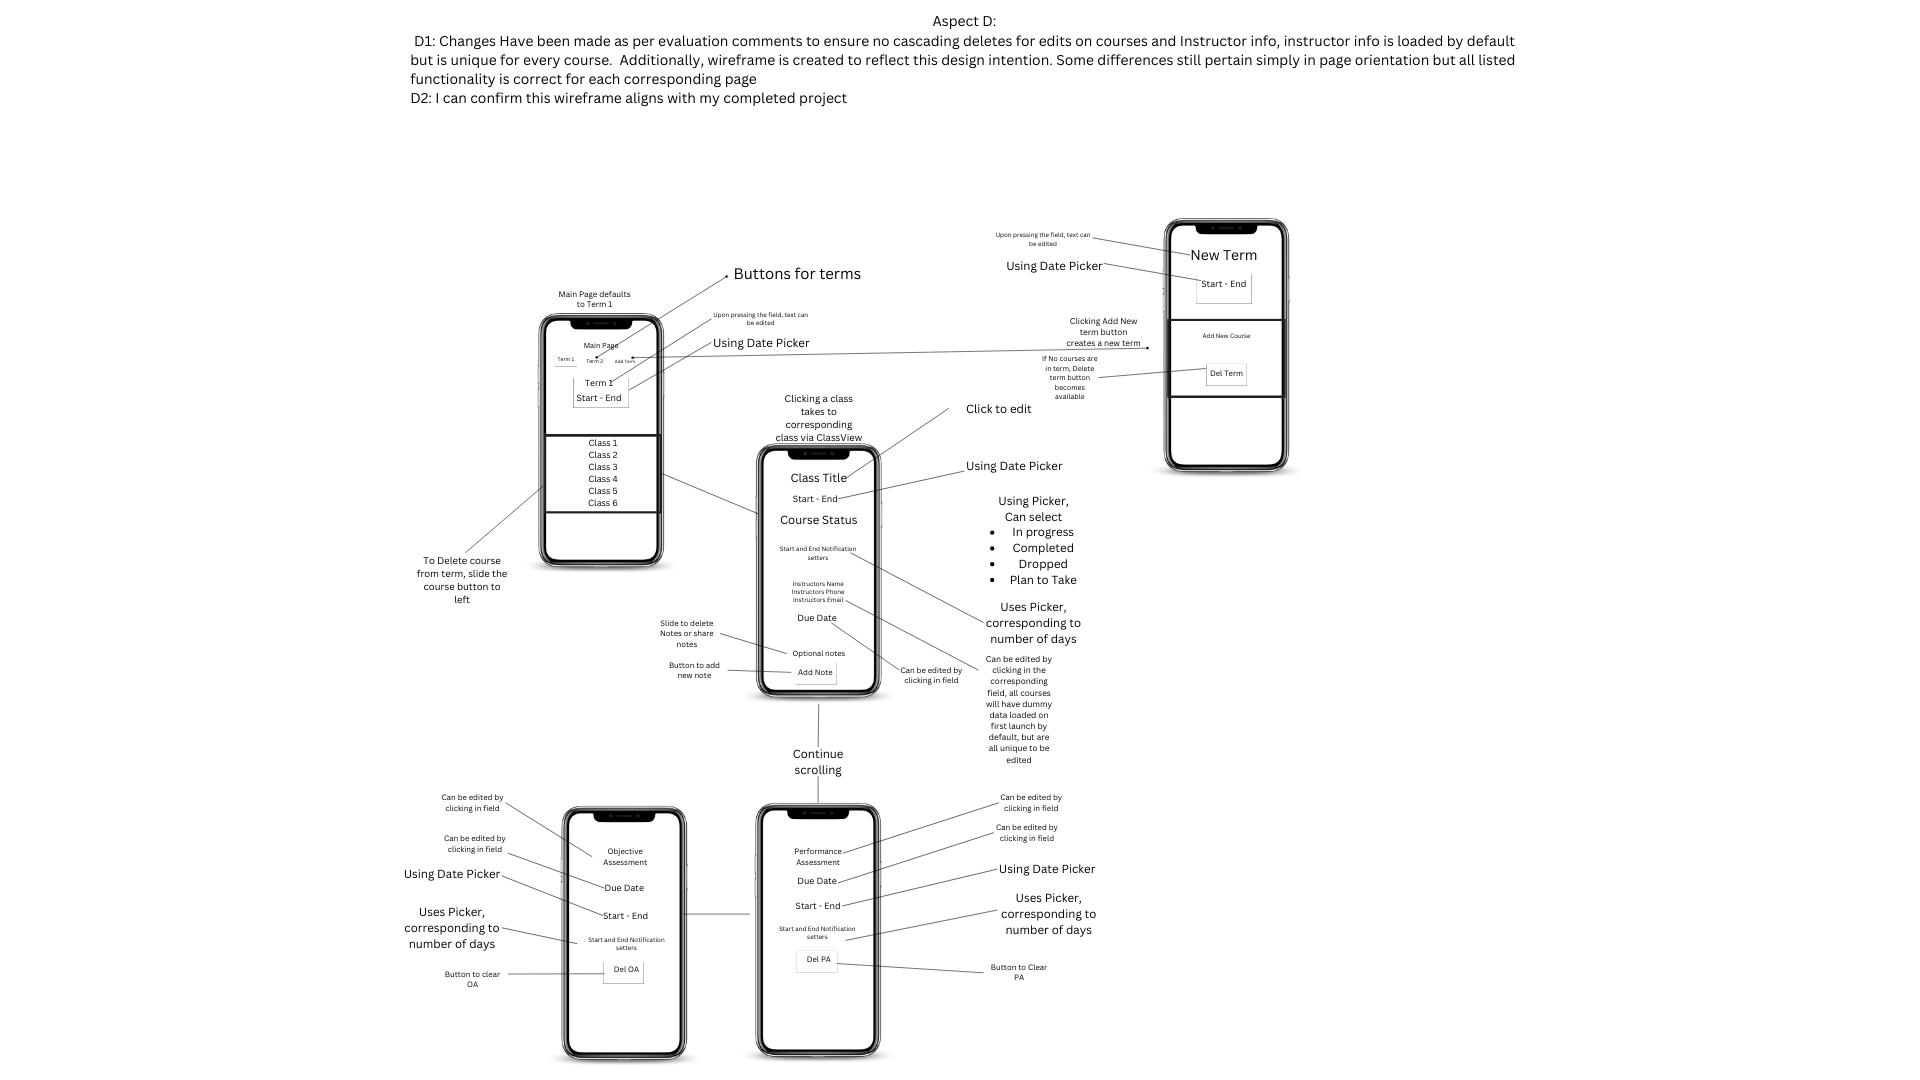 Aspect D:
D1: Changes Have been made as per evaluation comments to ensure no cascading deletes for edits on courses and Instructor info, instructor info is loaded by default
but is unique for every course. Additionally, wireframe is created to reflect this design intention. Some differences still pertain simply in page orientation but all listed
functionality is correct for each corresponding page
D2: I can confirm this wireframe aligns with my completed project
Main Page defaults
to Term 1
Buttons for terms
Upon pressing the field, text can
be edited
Using Date Picker
Main Page
Term 1
Term 2
Add Term
Term 1
Start - End
Class 1
Class 2
Class 3
Class 4
Class 5
Class 6
To Delete course
from term, slide the
course button to
left
Upon pressing the field, text can
be edited
Using Date Picker
Clicking Add New
term button
creates a new term
If No courses are
in term, Delete
term button
becomes
available
New Term
Start - End
Add New Course
Del Term
Clicking a class
takes to
corresponding
class via ClassView
Click to edit
Using Date Picker
Using Picker,
Can select
• In progress
• Completed
• Dropped
• Plan to Take
Class Title
Start - End
Course Status
Start and End Notification
setters
Instructors Name
Instructors Phone
Instructors Email
Due Date
Optional notes
Add Note
Slide to delete
Notes or share
notes
Button to add
new note
Can be edited by
clicking in field
Uses Picker,
corresponding to
number of days
Can be edited by
clicking in the
corresponding
field, all courses
will have dummy
data loaded on
first launch by
default, but are
all unique to be
edited
Continue
scrolling
Can be edited by
clicking in field
Can be edited by
clicking in field
Using Date Picker
Uses Picker,
corresponding to
number of days
Button to clear
OA
Objective
Assessment
Due Date
Start - End
Start and End Notification
setters
Del OA
Performance
Assessment
Due Date
Start - End
Start and End Notification
setters
Del PA
Can be edited by
clicking in field
Can be edited by
clicking in field
Using Date Picker
Uses Picker,
corresponding to
number of days
Button to Clear
PA